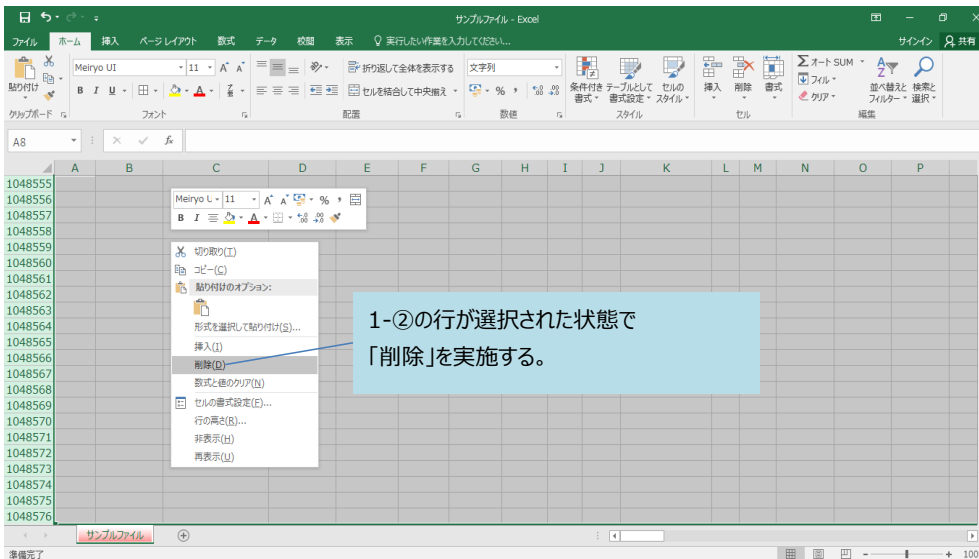 サンプルファイル - Excel
ファイル ホーム 挿入 ページレイアウト 数式 データ 校閲 表示 実行したい作業を入力してください... サインイン 共有
Meiryo UI 11 A A 折り返して全体を表示する 文字列 オート SUM
貼り付け B I U A セルを結合して中央揃え % , 条件付き 書式 テーブルとして 書式設定 セルの スタイル 挿入 削除 書式 フィル クリア 並べ替えと フィルター 検索と 選択
クリップボード フォント 配置 数値 スタイル セル 編集
A8 fx
A B C D E F G H I J K L M N O P
1048555
1048556
1048557
1048558
1048559
1048560
1048561
1048562
1048563
1048564
1048565
1048566
1048567
1048568
1048569
1048570
1048571
1048572
1048573
1048574
1048575
1048576
Meiryo U 11 A A % ,
B I A
切り取り(T)
コピー(C)
貼り付けのオプション:
形式を選択して貼り付け(S)...
挿入(I)
削除(D)
数式と値のクリア(N)
セルの書式設定(F)...
行の高さ(R)...
非表示(H)
再表示(U)
1-②の行が選択された状態で
「削除」を実施する。
サンプルファイル
準備完了